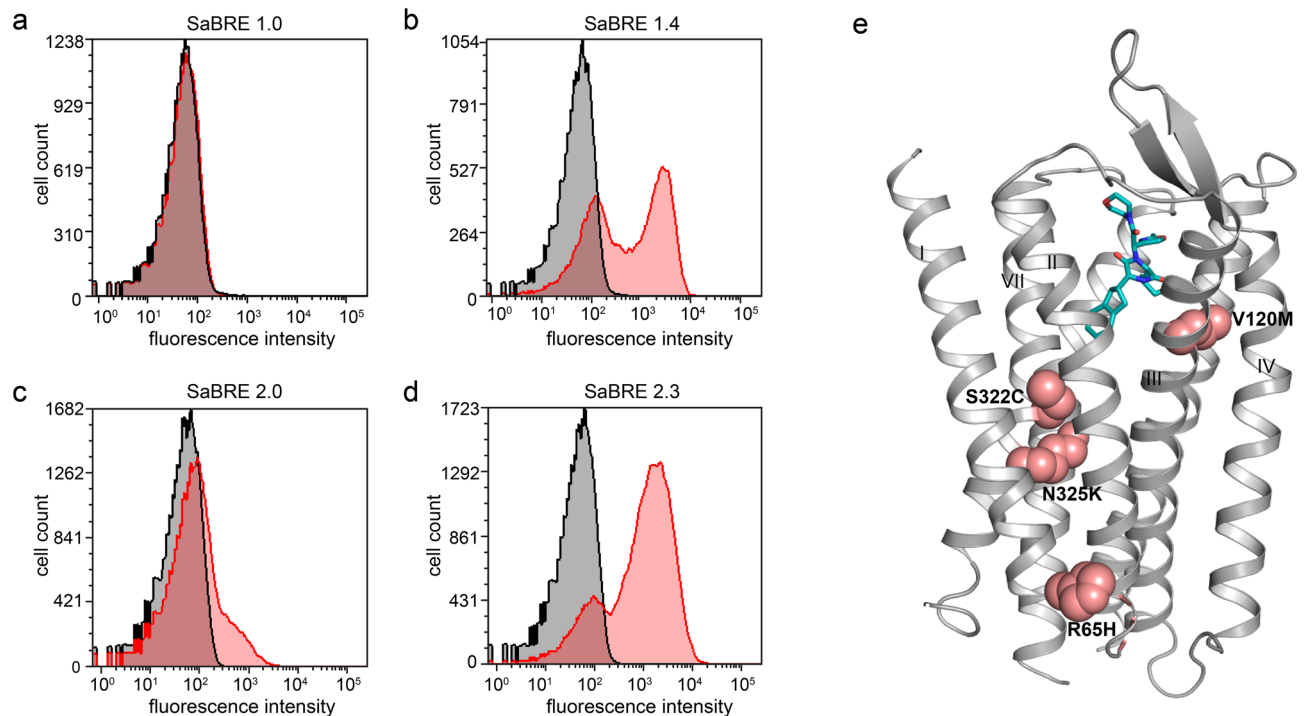 a
SaBRE 1.0
1238
929
619
310
0
cell count
10⁰ 10¹ 10² 10³ 10⁴ 10⁵
fluorescence intensity
b
SaBRE 1.4
1054
791
527
264
0
cell count
10⁰ 10¹ 10² 10³ 10⁴ 10⁵
fluorescence intensity
c
SaBRE 2.0
1682
1262
841
421
0
cell count
10⁰ 10¹ 10² 10³ 10⁴ 10⁵
fluorescence intensity
d
SaBRE 2.3
1723
1292
861
431
0
cell count
10⁰ 10¹ 10² 10³ 10⁴ 10⁵
fluorescence intensity
e
I
II
VII
V120M
III
IV
S322C
N325K
R65H